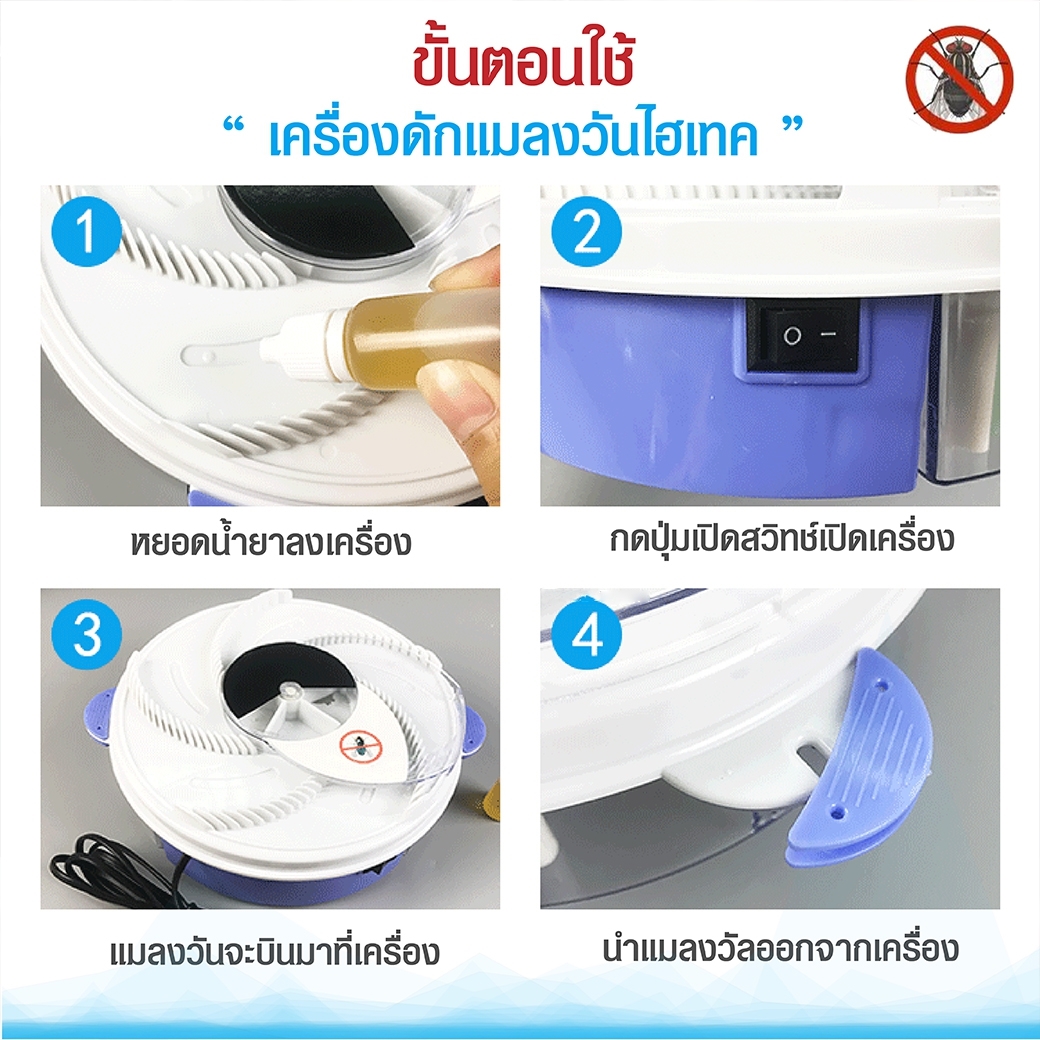 ขั้นตอนใช้
“ เครื่องดักแมลงวันไฮเทค ”
1
2
หยอดน้ำยาลงเครื่อง
กดปุ่มเปิดสวิทช์เปิดเครื่อง
3
4
แมลงวันจะบินมาที่เครื่อง
นำแมลงวัลออกจากเครื่อง